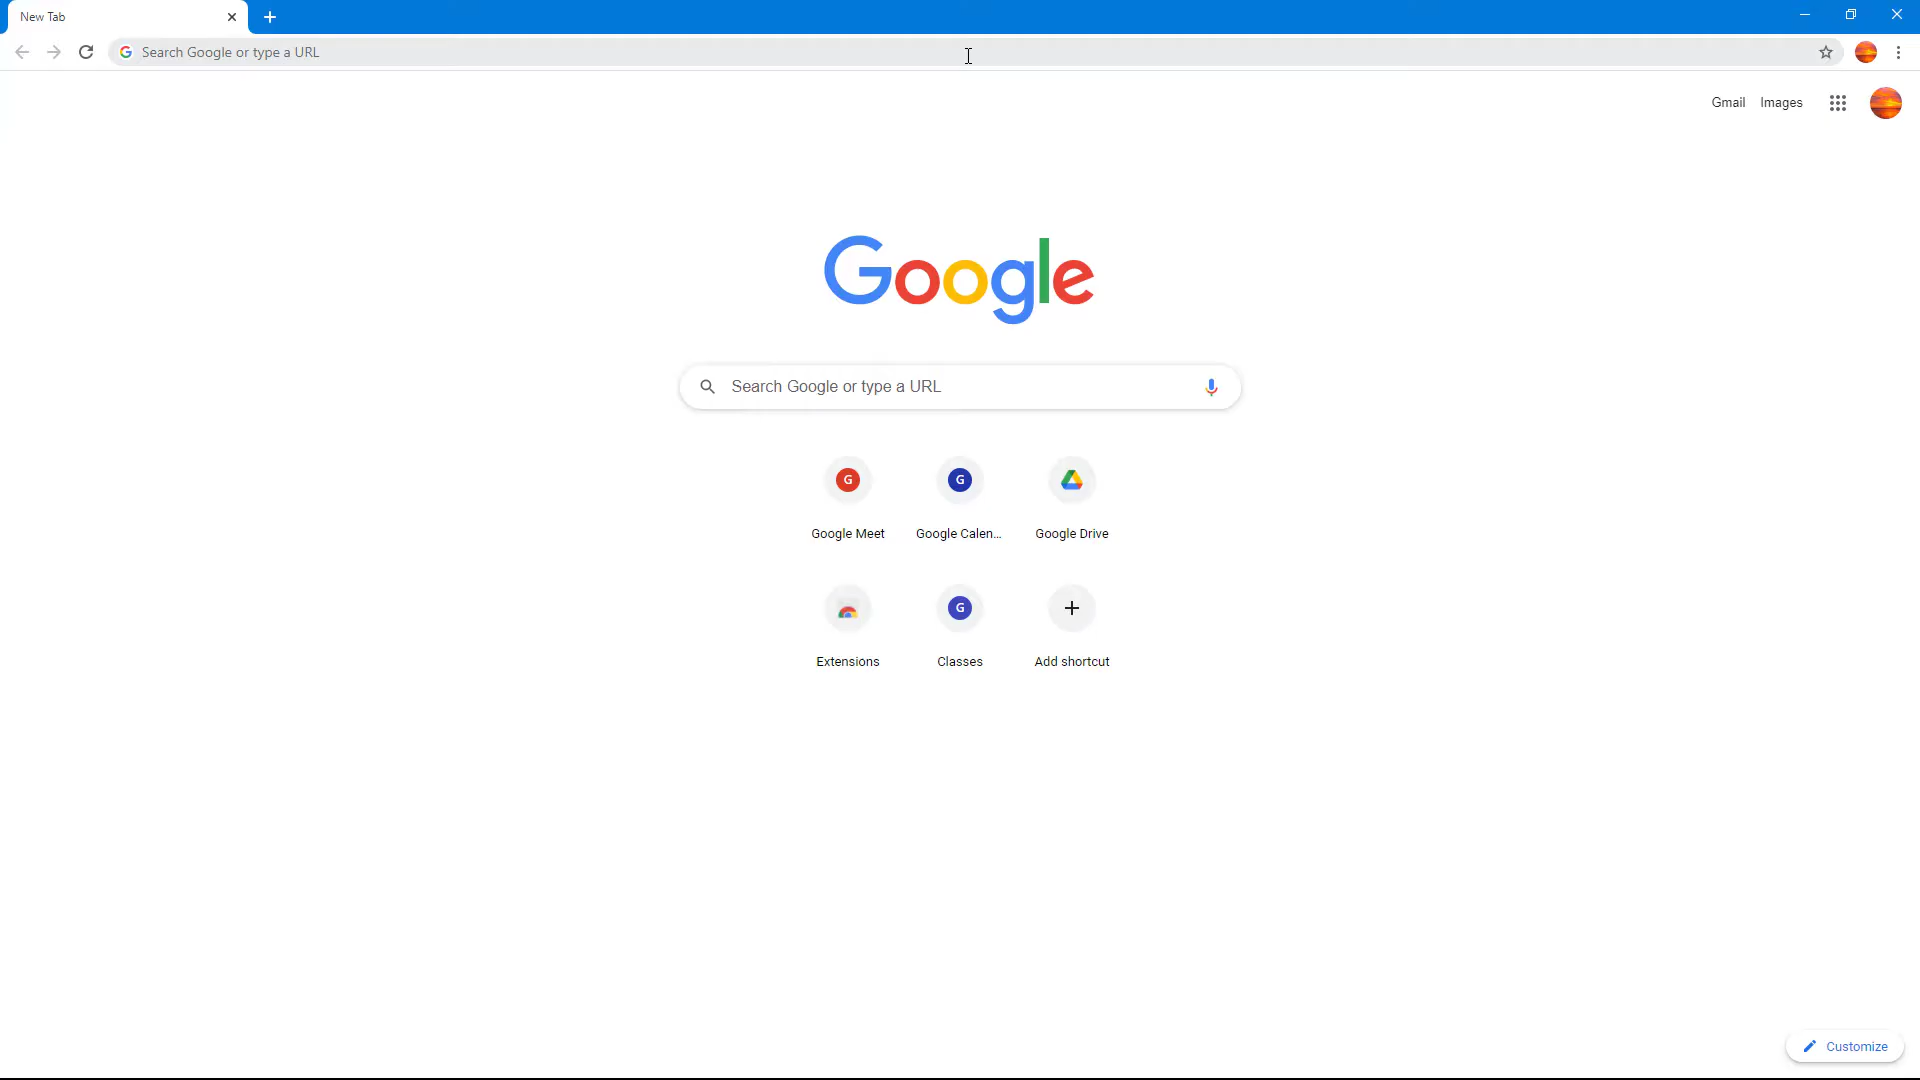 New Tab
Search Google or type a URL
Gmail Images
Google
Search Google or type a URL
G G
Google Meet Google Calen... Google Drive
G
Extensions Classes Add shortcut
Customize